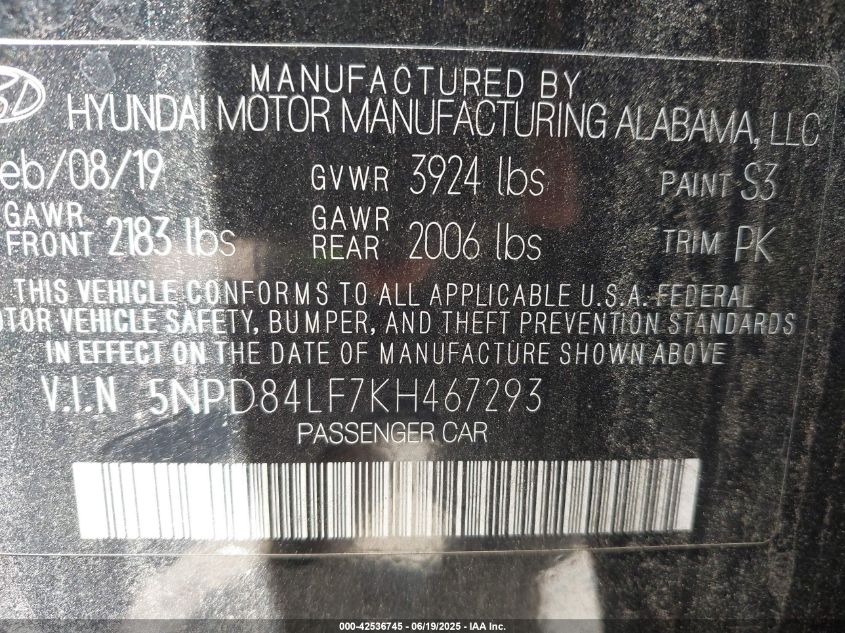 MANUFACTURED BY
HYUNDAI MOTOR MANUFACTURING ALABAMA, LLC
eb/08/19 GVWR 3924 lbs PAINT S3
GAWR FRONT 2183 lbs GAWR REAR 2006 lbs TRIM PK
THIS VEHICLE CONFORMS TO ALL APPLICABLE U.S.A. FEDERAL
OTOR VEHICLE SAFETY, BUMPER, AND THEFT PREVENTION STANDARDS
IN EFFECT ON THE DATE OF MANUFACTURE SHOWN ABOVE
V.I.N 5NPD84LF7KH467293
PASSENGER CAR
000-42536745 - 06/19/2025 - IAA Inc.